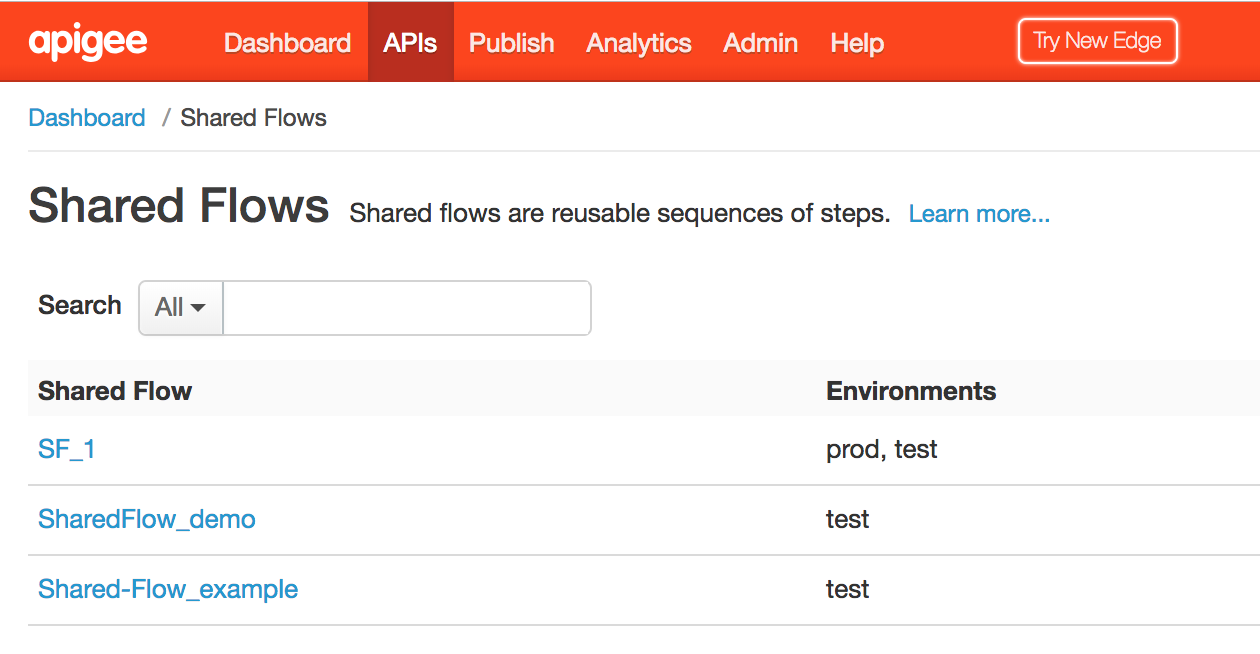 apigee Dashboard APIs Publish Analytics Admin Help Try New Edge
Dashboard / Shared Flows
Shared Flows Shared flows are reusable sequences of steps. Learn more...
Search All
Shared Flow Environments
SF_1 prod, test
SharedFlow_demo test
Shared-Flow_example test